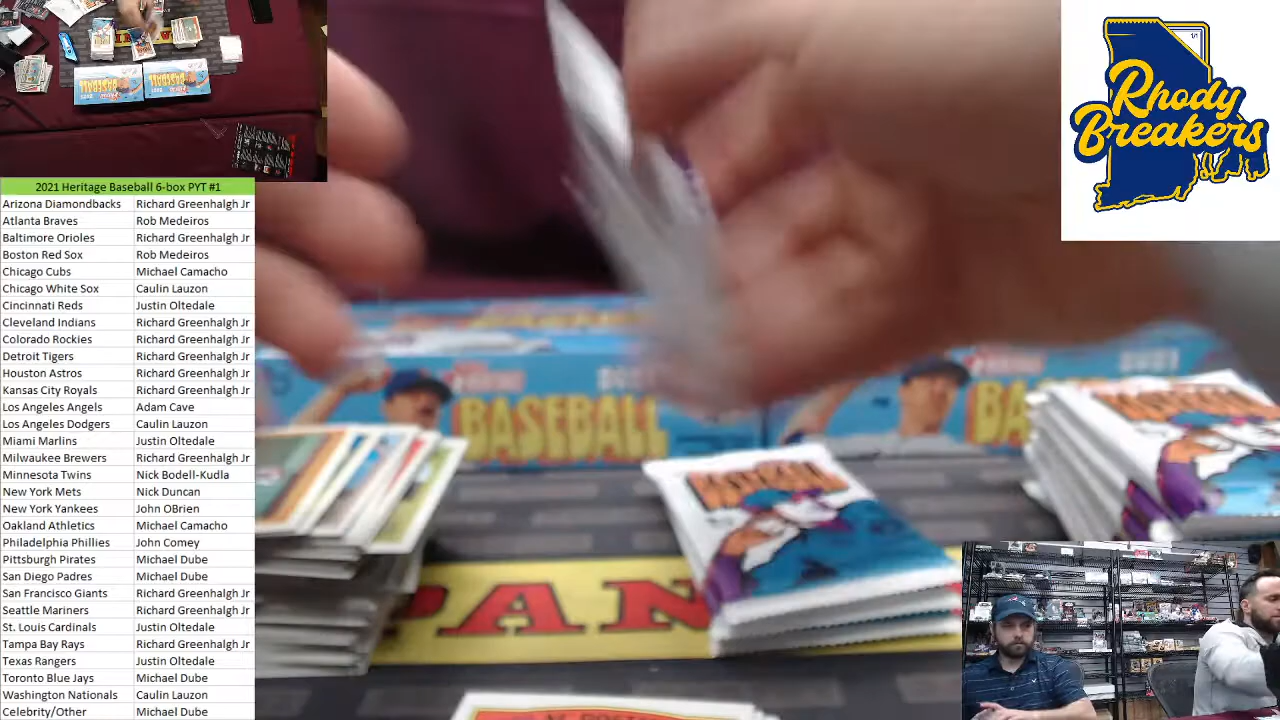 Rhody
Breakers
1/1
2021 Heritage Baseball 6-box PYT #1
Arizona Diamondbacks Richard Greenhalgh Jr
Atlanta Braves Rob Medeiros
Baltimore Orioles Richard Greenhalgh Jr
Boston Red Sox Rob Medeiros
Chicago Cubs Michael Camacho
Chicago White Sox Caulin Lauzon
Cincinnati Reds Justin Oltedale
Cleveland Indians Richard Greenhalgh Jr
Colorado Rockies Richard Greenhalgh Jr
Detroit Tigers Richard Greenhalgh Jr
Houston Astros Richard Greenhalgh Jr
Kansas City Royals Richard Greenhalgh Jr
Los Angeles Angels Adam Cave
Los Angeles Dodgers Caulin Lauzon
Miami Marlins Justin Oltedale
Milwaukee Brewers Richard Greenhalgh Jr
Minnesota Twins Nick Bodell-Kudla
New York Mets Nick Duncan
New York Yankees John OBrien
Oakland Athletics Michael Camacho
Philadelphia Phillies John Comey
Pittsburgh Pirates Michael Dube
San Diego Padres Michael Dube
San Francisco Giants Richard Greenhalgh Jr
Seattle Mariners Richard Greenhalgh Jr
St. Louis Cardinals Justin Oltedale
Tampa Bay Rays Richard Greenhalgh Jr
Texas Rangers Justin Oltedale
Toronto Blue Jays Michael Dube
Washington Nationals Caulin Lauzon
Celebrity/Other Michael Dube
BASEBALL
BA
PAN